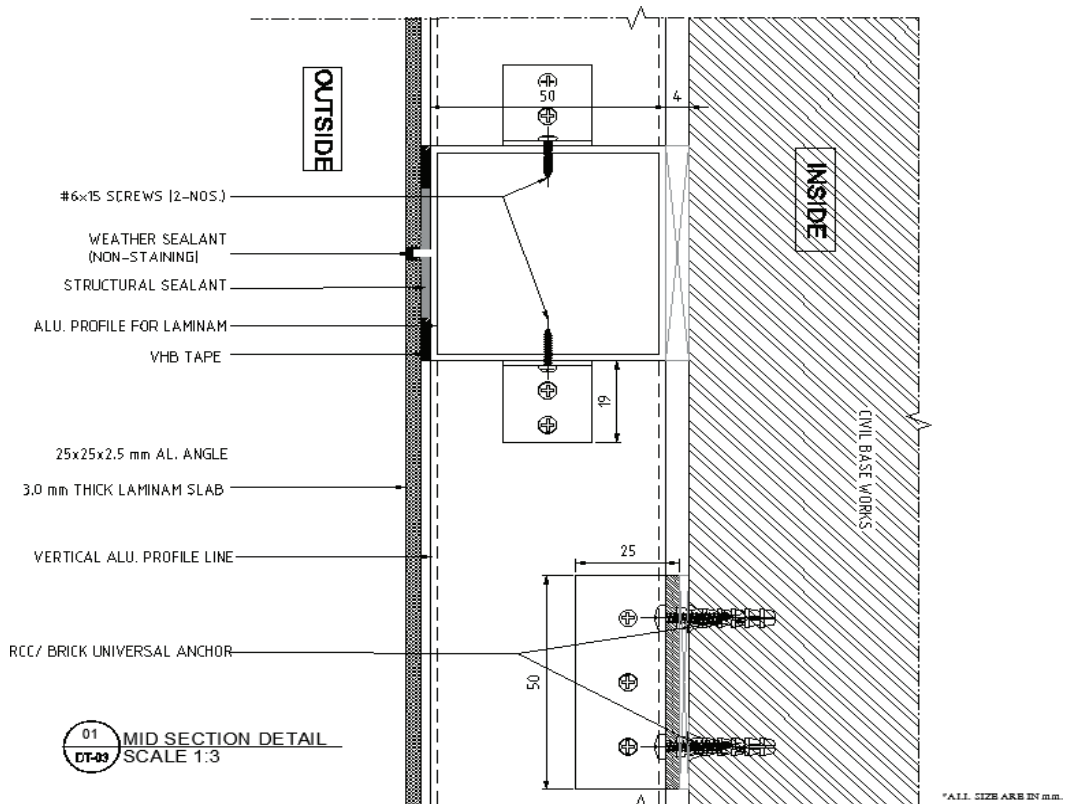 OUTSIDE
50
4
INSIDE
#6x15 SCREWS (2-NOS.)
WEATHER SEALANT
(NON-STAINING)
STRUCTURAL SEALANT
ALU. PROFILE FOR LAMINAM
VHB TAPE
19
25x25x2.5 mm AL. ANGLE
3.0 mm THICK LAMINAM SLAB
CIVIL BASE WORKS
VERTICAL ALU. PROFILE LINE
25
50
RCC/ BRICK UNIVERSAL ANCHOR
01
DT-03
MID SECTION DETAIL
SCALE 1:3
*ALL SIZE ARE IN mm.